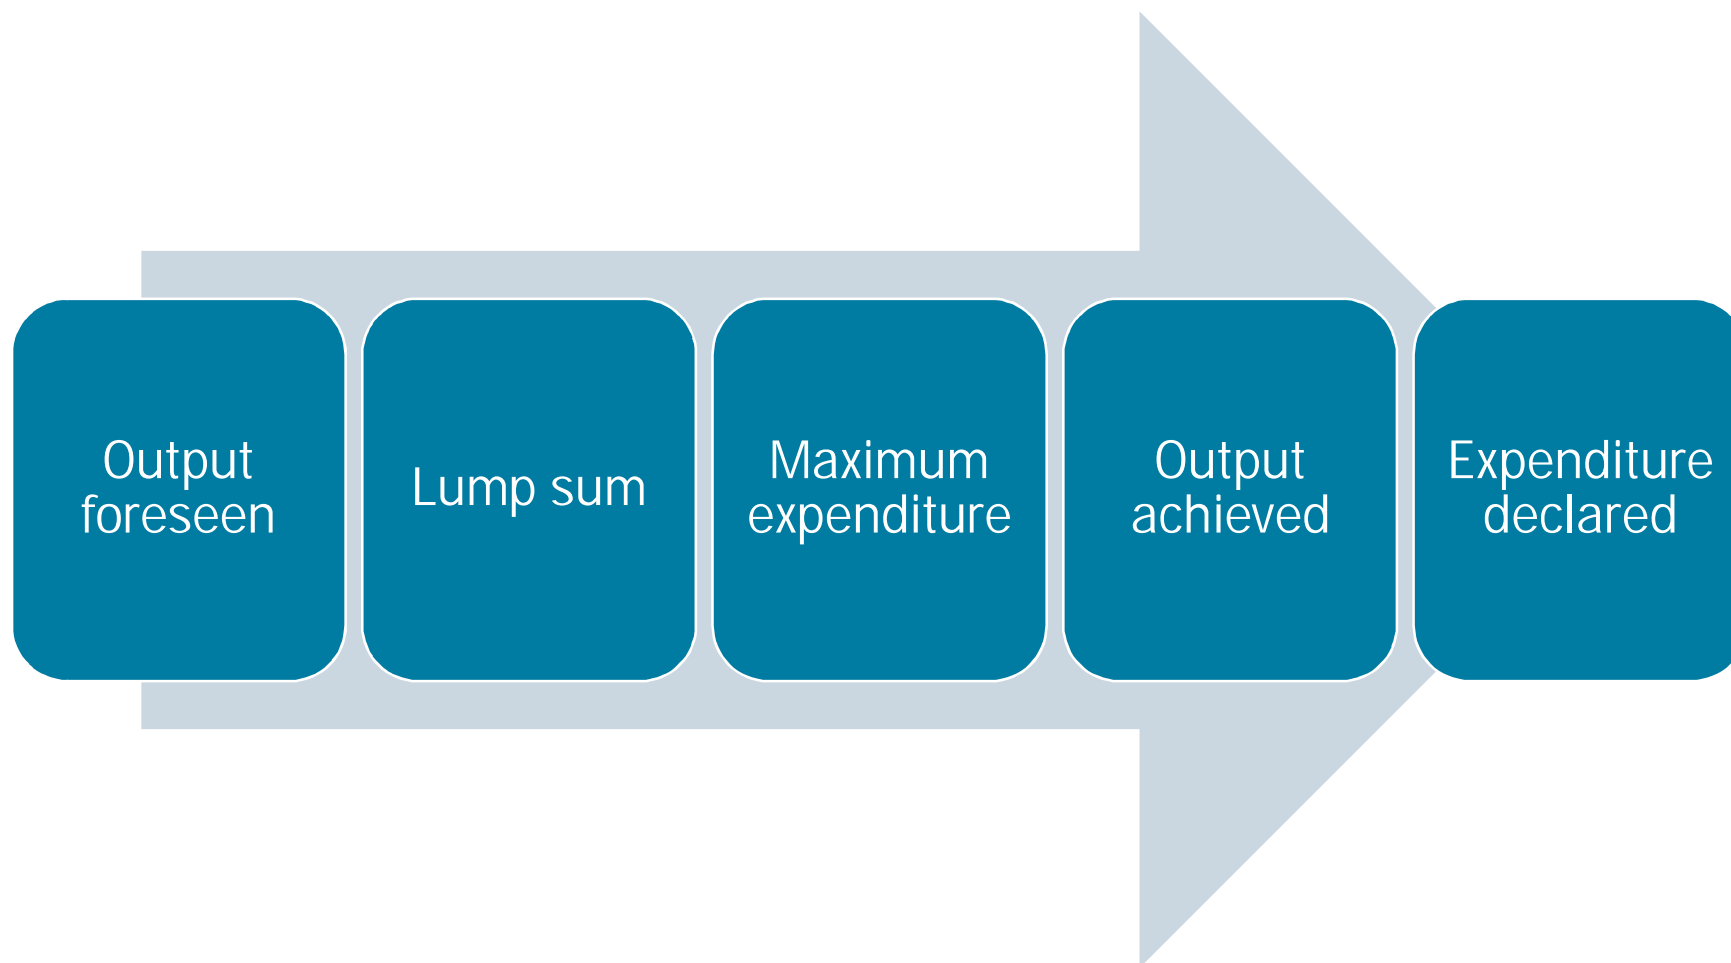 Output
foreseen
Lump sum
Maximum
expenditure
Output
achieved
Expenditure
declared